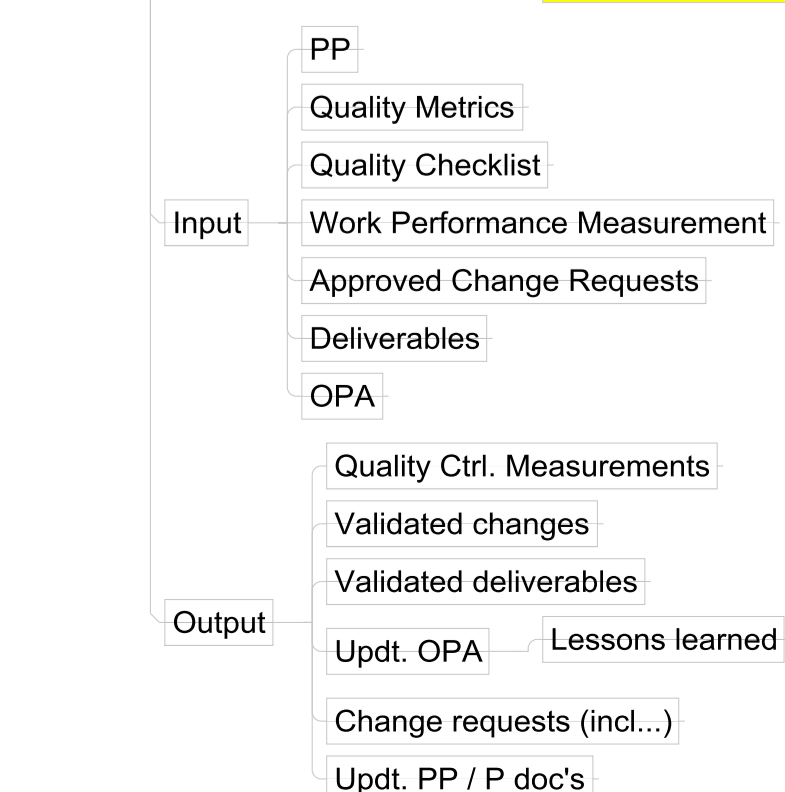 PP
Quality Metrics
Quality Checklist
Input
Work Performance Measurement
Approved Change Requests
Deliverables
OPA
Quality Ctrl. Measurements
Validated changes
Validated deliverables
Output
Updt. OPA
Lessons learned
Change requests (incl...)
Updt. PP / P doc's